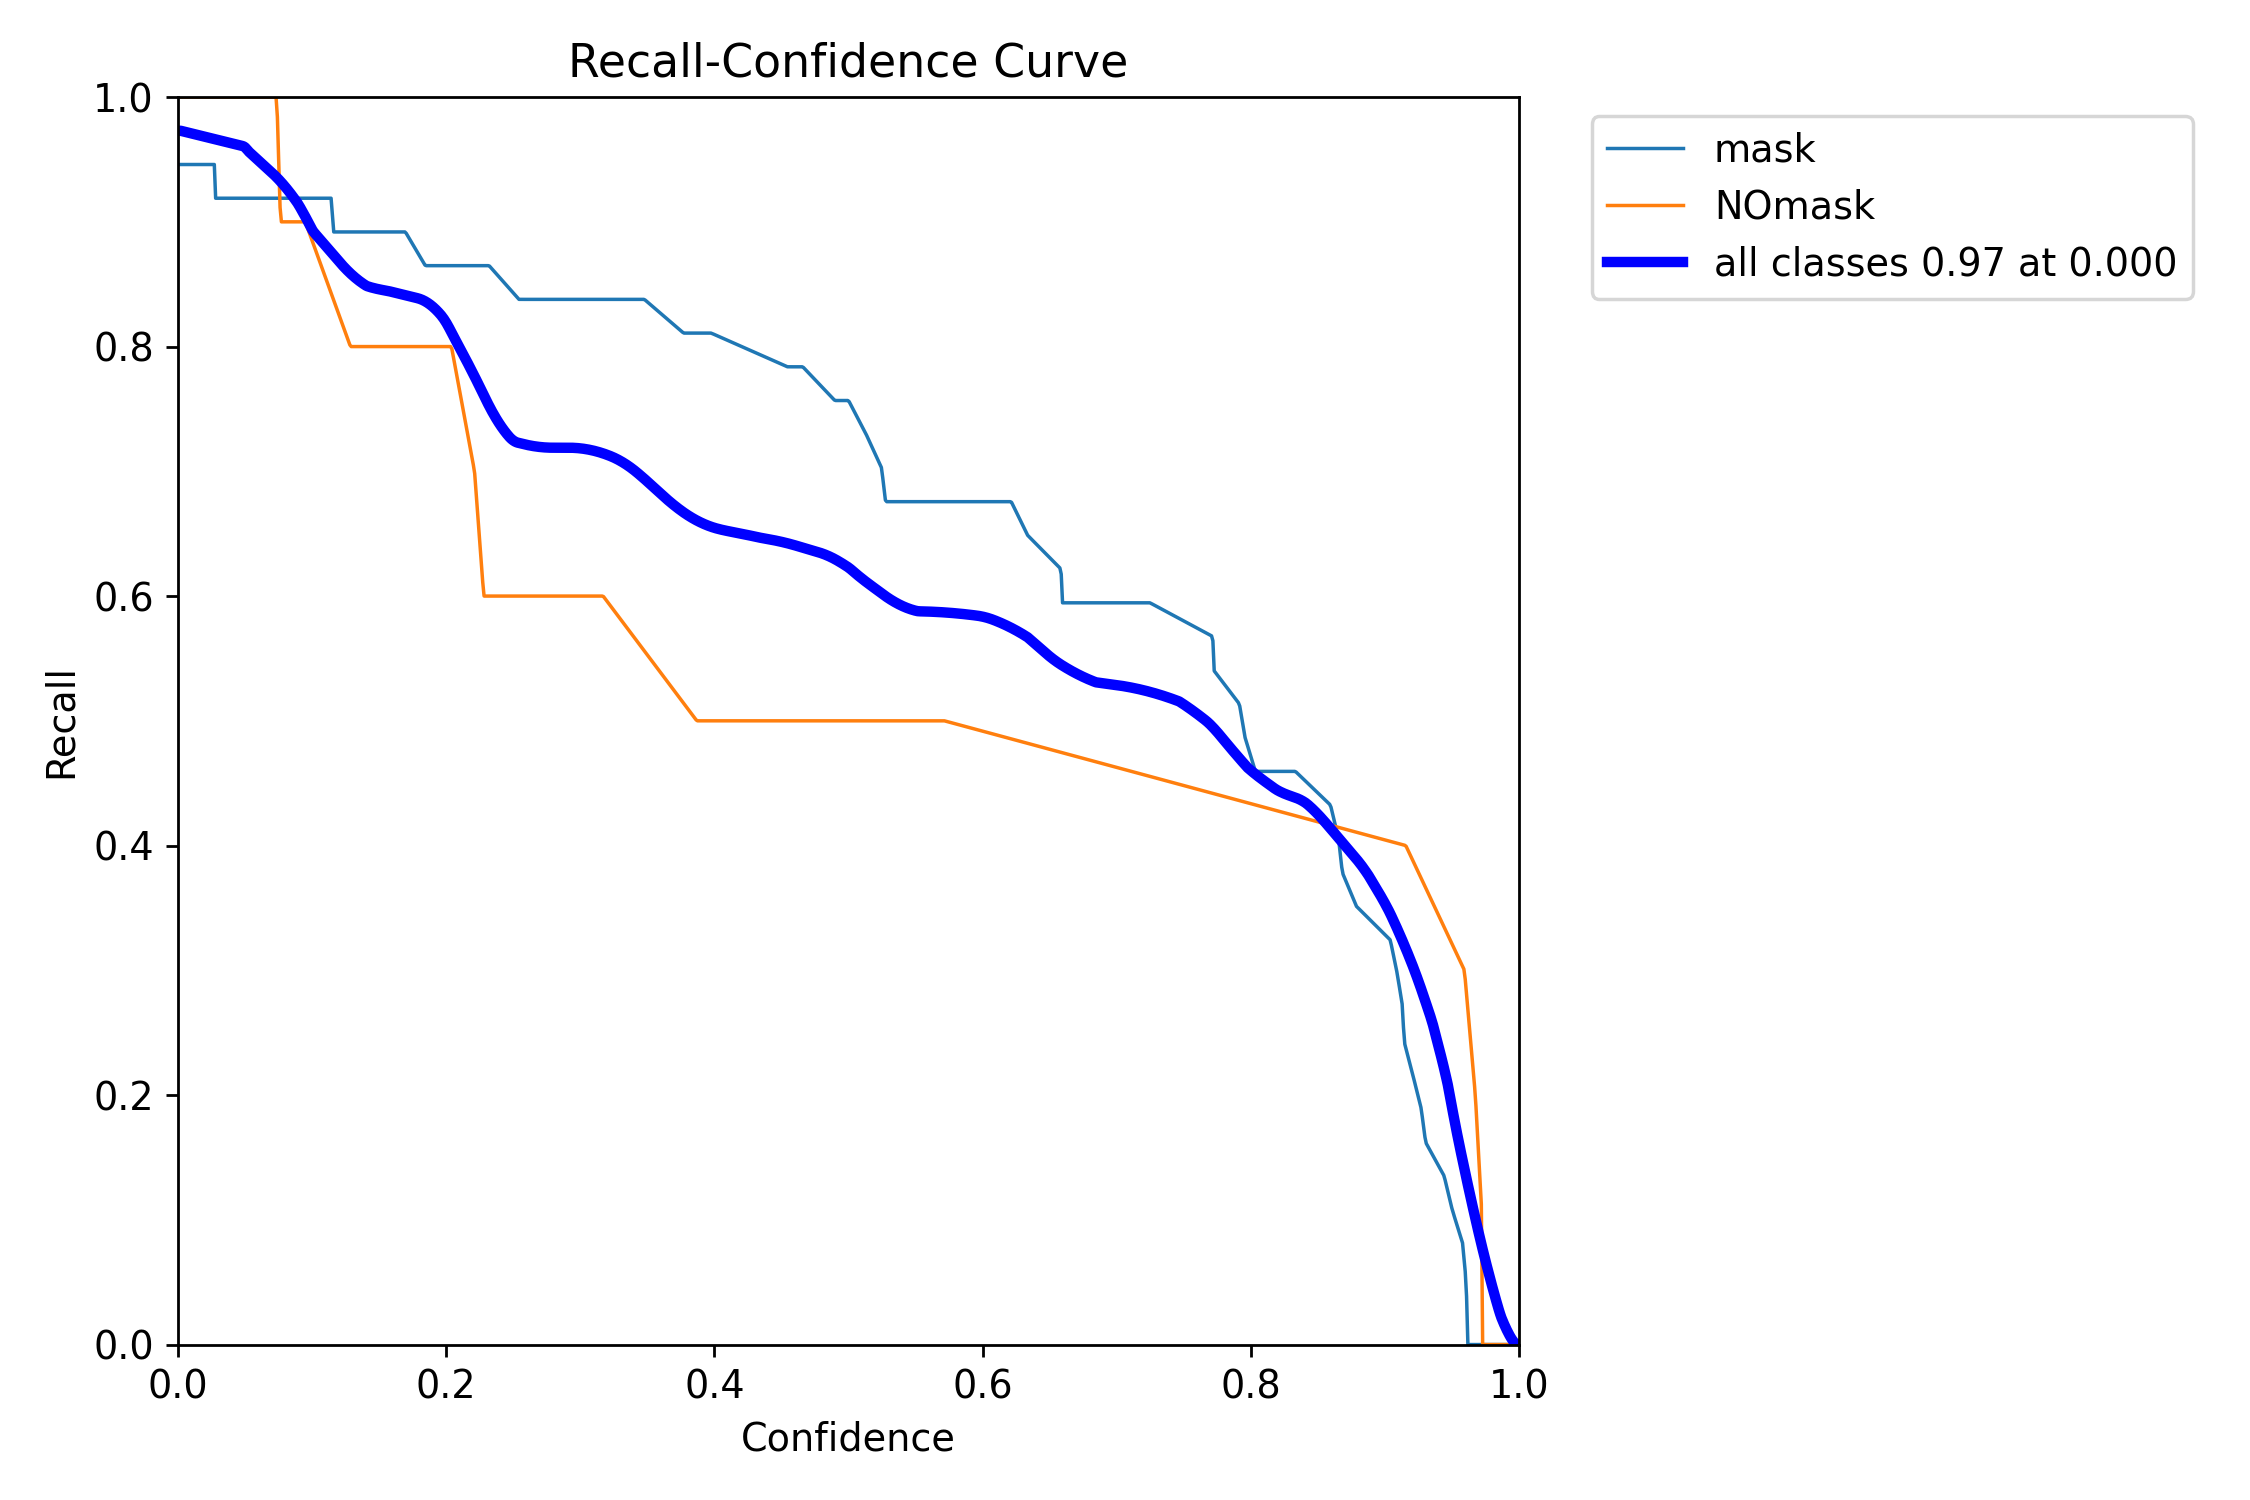 Recall-Confidence Curve
1.0
0.8
0.6
0.4
0.2
0.0
Recall
0.0 0.2 0.4 0.6 0.8 1.0
Confidence
mask
NOmask
all classes 0.97 at 0.000